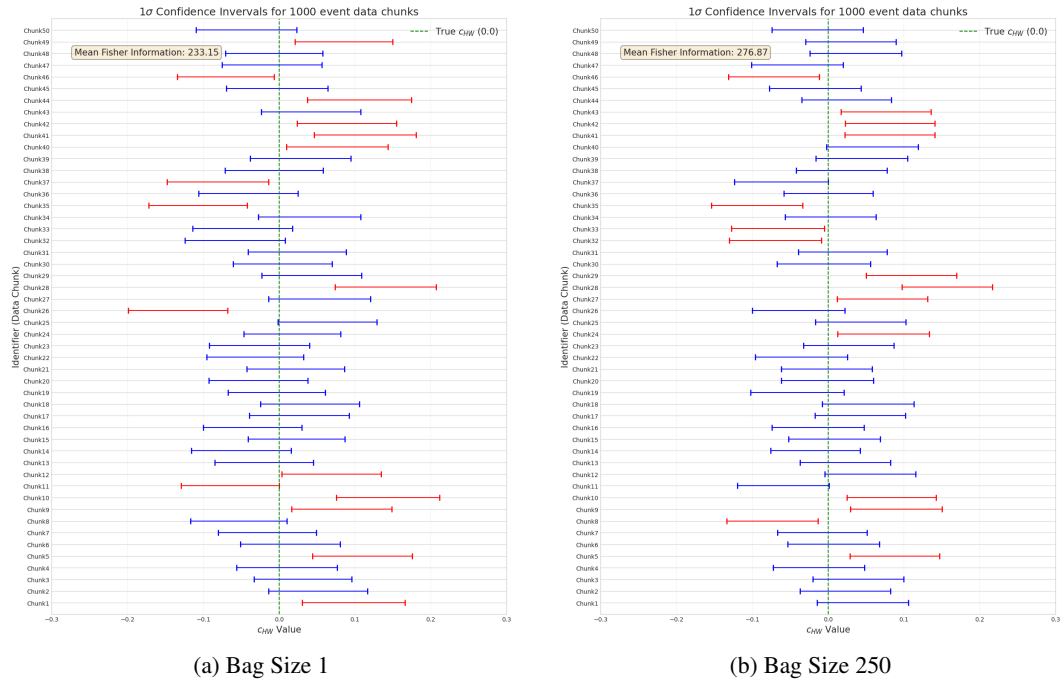 1σ Confidence Invervals for 1000 event data chunks
True c_HW (0.0)
Mean Fisher Information: 233.15
Identifier (Data Chunk)
Chunk50
Chunk49
Chunk48
Chunk47
Chunk46
Chunk45
Chunk44
Chunk43
Chunk42
Chunk41
Chunk40
Chunk39
Chunk38
Chunk37
Chunk36
Chunk35
Chunk34
Chunk33
Chunk32
Chunk31
Chunk30
Chunk29
Chunk28
Chunk27
Chunk26
Chunk25
Chunk24
Chunk23
Chunk22
Chunk21
Chunk20
Chunk19
Chunk18
Chunk17
Chunk16
Chunk15
Chunk14
Chunk13
Chunk12
Chunk11
Chunk10
Chunk9
Chunk8
Chunk7
Chunk6
Chunk5
Chunk4
Chunk3
Chunk2
Chunk1
−0.3 −0.2 −0.1 0.0 0.1 0.2 0.3
c_HW Value
(a) Bag Size 1
1σ Confidence Invervals for 1000 event data chunks
True c_HW (0.0)
Mean Fisher Information: 276.87
Identifier (Data Chunk)
Chunk50
Chunk49
Chunk48
Chunk47
Chunk46
Chunk45
Chunk44
Chunk43
Chunk42
Chunk41
Chunk40
Chunk39
Chunk38
Chunk37
Chunk36
Chunk35
Chunk34
Chunk33
Chunk32
Chunk31
Chunk30
Chunk29
Chunk28
Chunk27
Chunk26
Chunk25
Chunk24
Chunk23
Chunk22
Chunk21
Chunk20
Chunk19
Chunk18
Chunk17
Chunk16
Chunk15
Chunk14
Chunk13
Chunk12
Chunk11
Chunk10
Chunk9
Chunk8
Chunk7
Chunk6
Chunk5
Chunk4
Chunk3
Chunk2
Chunk1
−0.3 −0.2 −0.1 0.0 0.1 0.2 0.3
c_HW Value
(b) Bag Size 250